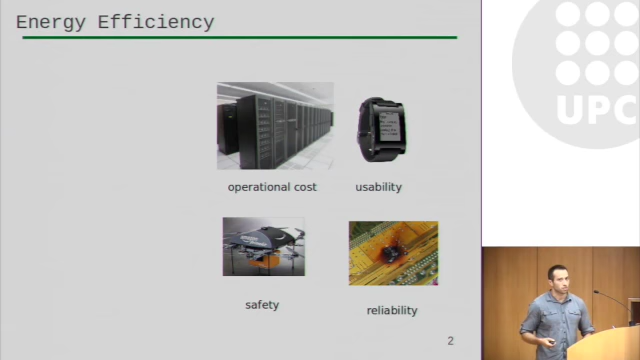 Energy Efficiency
operational cost
usability
safety
reliability
2
UPC